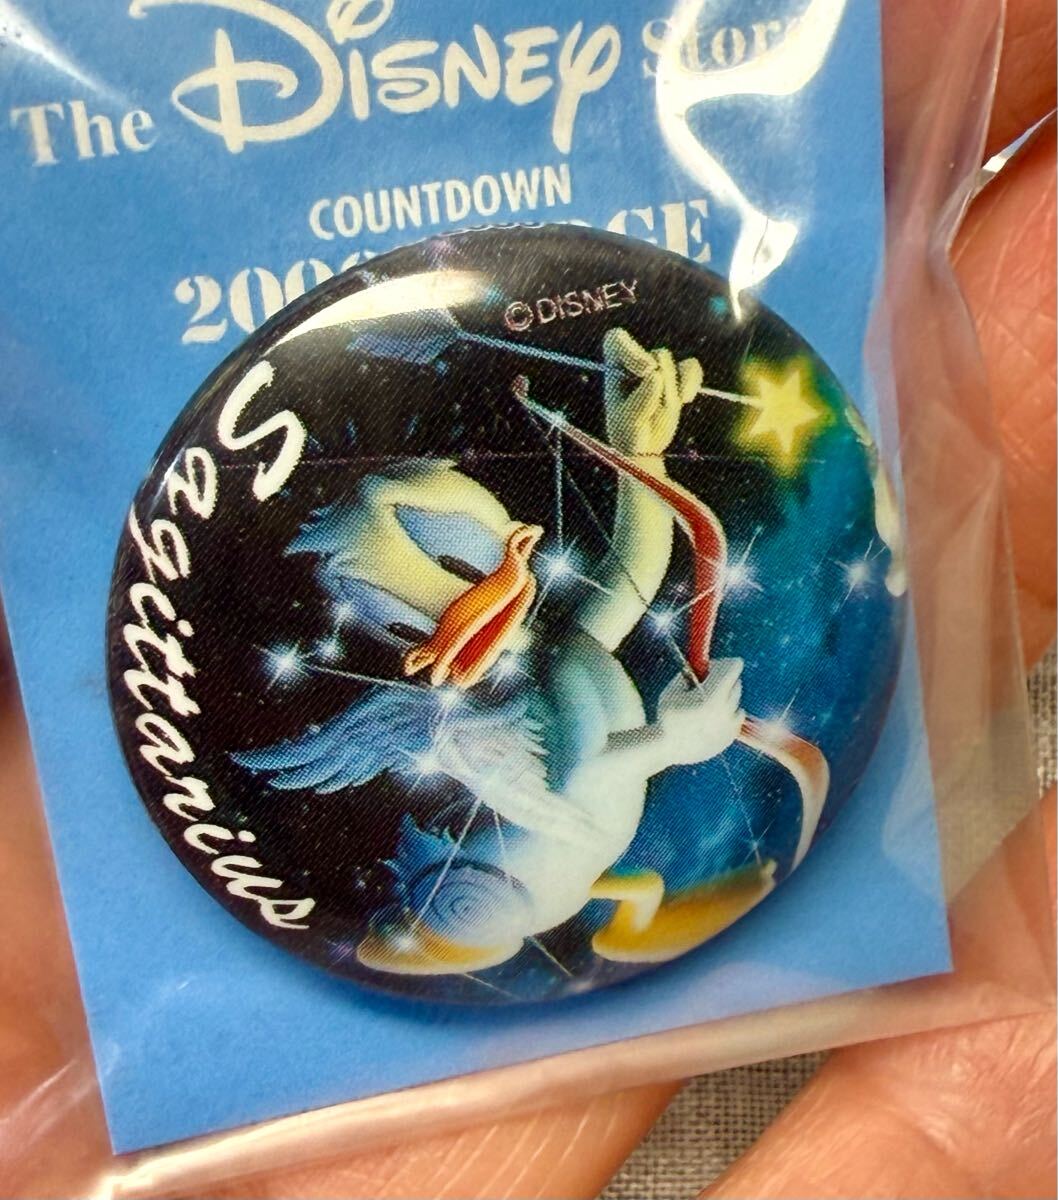 The Disney Store
COUNTDOWN
©DISNEY
Sagittarius